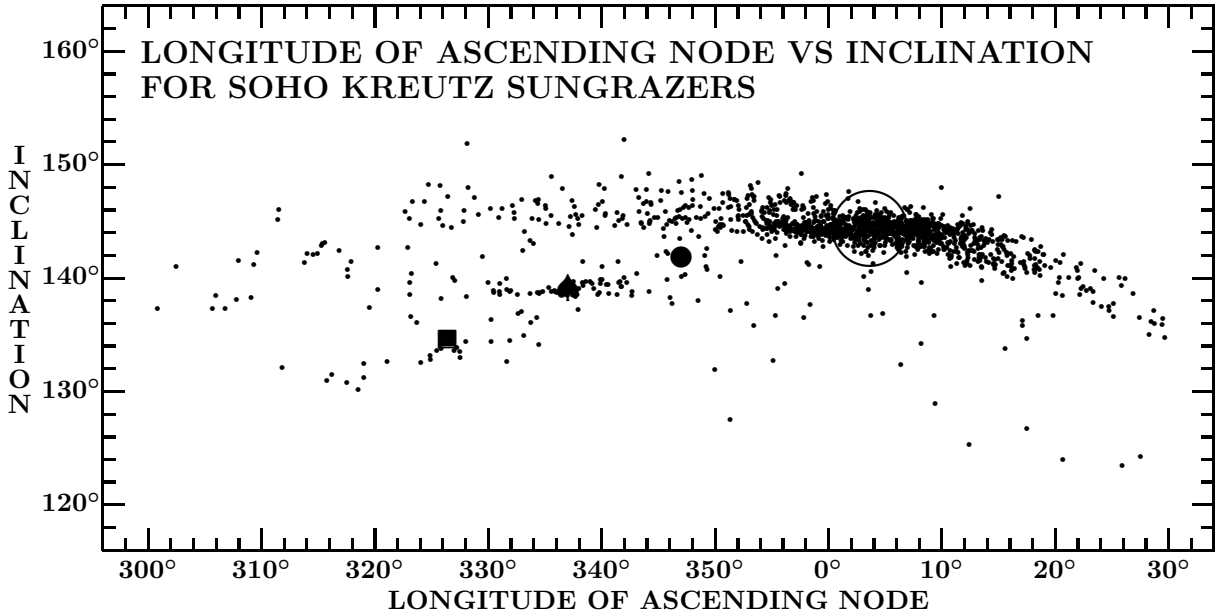 LONGITUDE OF ASCENDING NODE VS INCLINATION
FOR SOHO KREUTZ SUNGRAZERS
INCLINATION
160°
150°
140°
130°
120°
300° 310° 320° 330° 340° 350° 0° 10° 20° 30°
LONGITUDE OF ASCENDING NODE